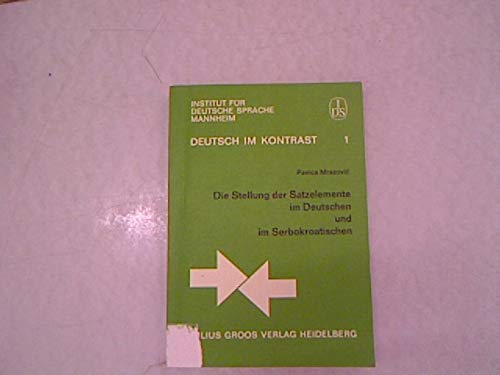 INSTITUT FÜR
DEUTSCHE SPRACHE
MANNHEIM
IDS
DEUTSCH IM KONTRAST 1
Pavica Mrazović
Die Stellung der Satzelemente
im Deutschen
und
im Serbokroatischen
LIUS GROOS VERLAG HEIDELBERG